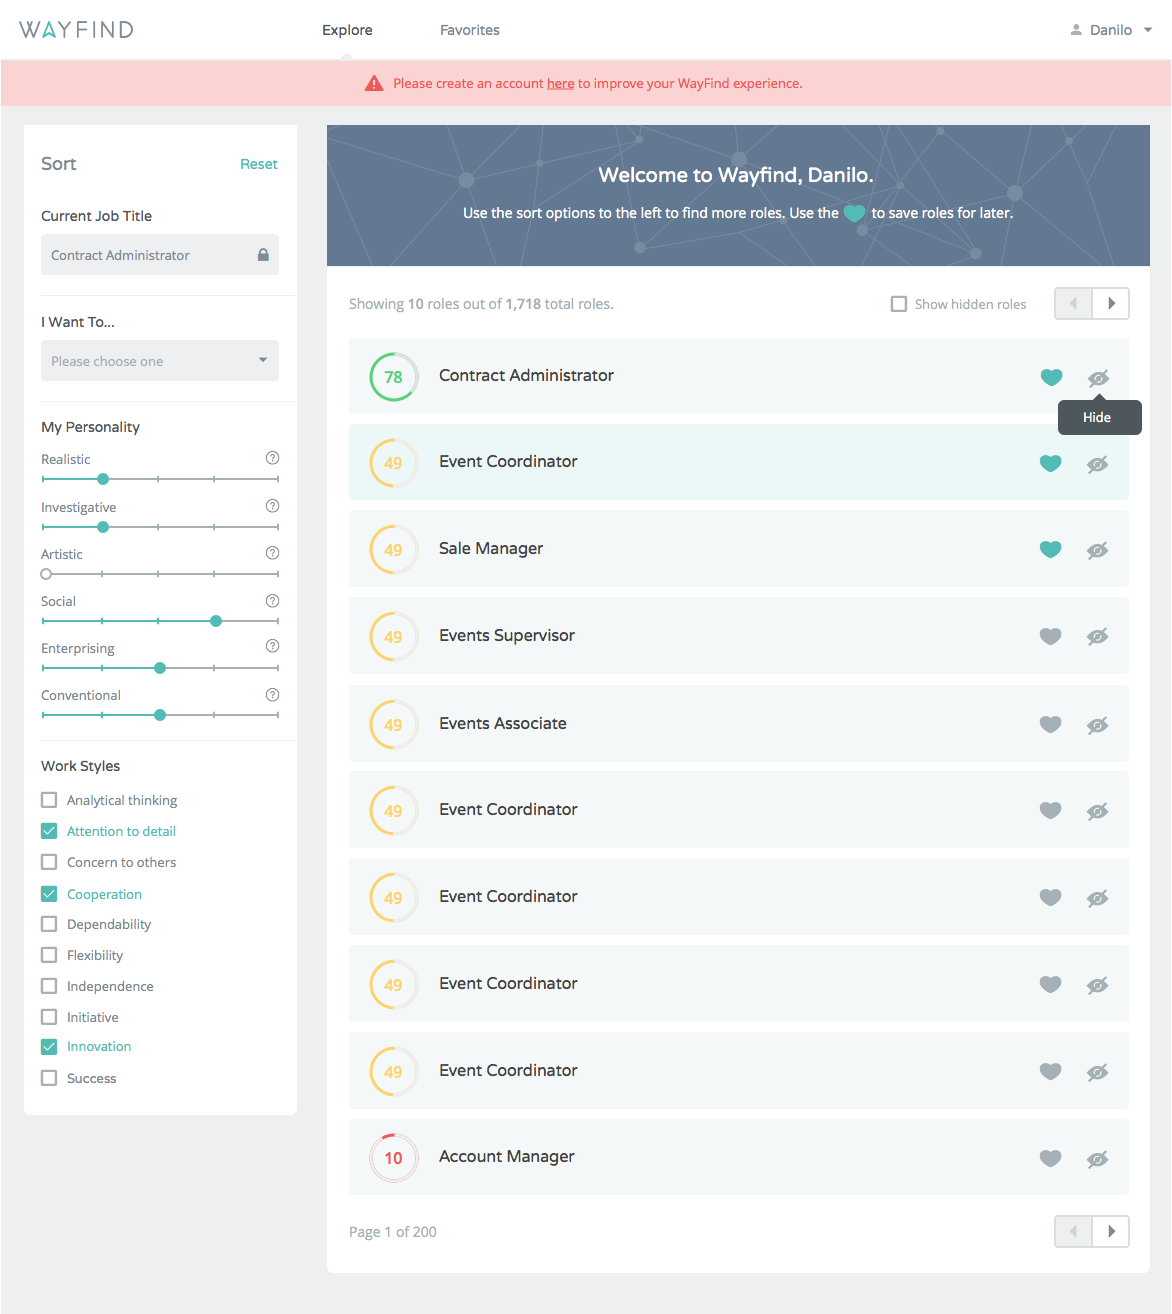 WAYFIND
Explore
Favorites
Danilo
Please create an account here to improve your WayFind experience.
Sort
Reset
Current Job Title
Contract Administrator
I Want To...
Please choose one
My Personality
Realistic
?
Investigative
?
Artistic
?
Social
?
Enterprising
?
Conventional
?
Work Styles
Analytical thinking
Attention to detail
Concern to others
Cooperation
Dependability
Flexibility
Independence
Initiative
Innovation
Success
Welcome to Wayfind, Danilo.
Use the sort options to the left to find more roles. Use the to save roles for later.
Showing 10 roles out of 1,718 total roles.
Show hidden roles
78 Contract Administrator
Hide
49 Event Coordinator
49 Sale Manager
49 Events Supervisor
49 Events Associate
49 Event Coordinator
49 Event Coordinator
49 Event Coordinator
49 Event Coordinator
10 Account Manager
Page 1 of 200